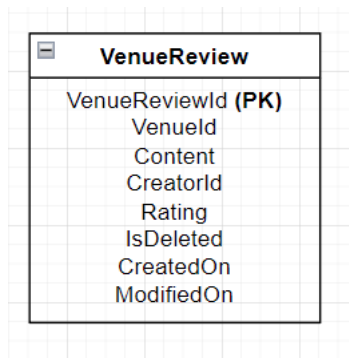 VenueReview
VenueReviewId (PK)
VenueId
Content
CreatorId
Rating
IsDeleted
CreatedOn
ModifiedOn